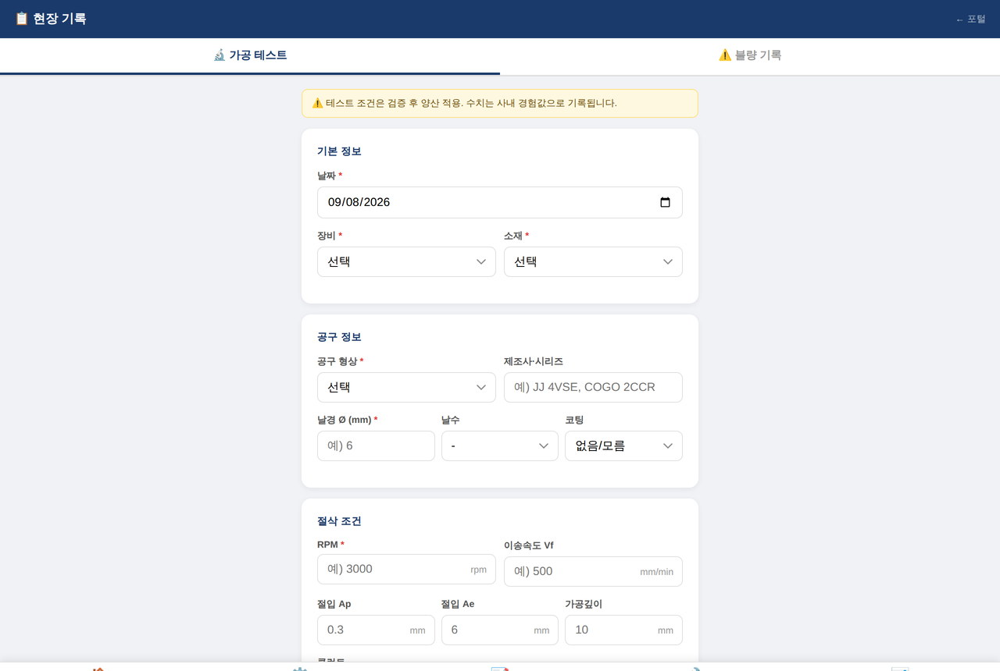 📋 현장 기록
← 포털
🔬 가공 테스트
⚠️ 불량 기록
⚠️ 테스트 조건은 검증 후 양산 적용. 수치는 사내 경험값으로 기록됩니다.
기본 정보
날짜 *
09/08/2026
장비 *
소재 *
선택
선택
공구 정보
공구 형상 *
제조사·시리즈
선택
예) JJ 4VSE, COGO 2CCR
날경 Ø (mm) *
날수
코팅
예) 6
-
없음/모름
절삭 조건
RPM *
이송속도 Vf
예) 3000 rpm
예) 500 mm/min
절입 Ap
절입 Ae
가공깊이
0.3 mm
6 mm
10 mm